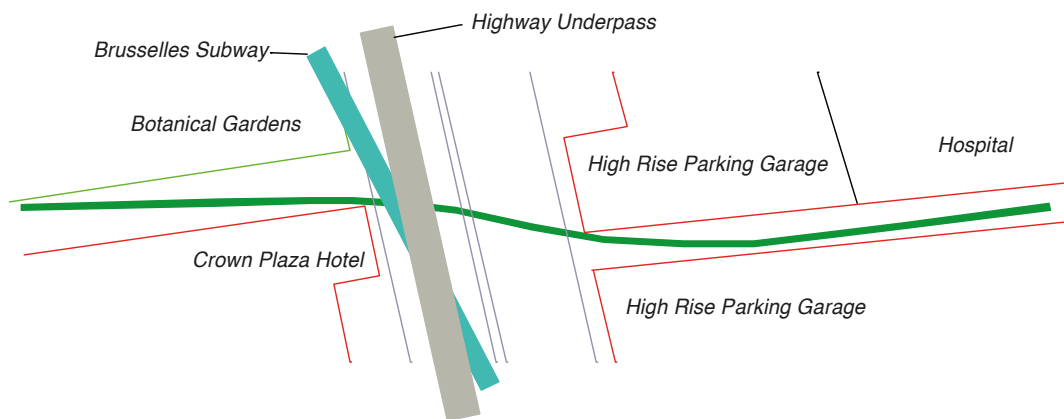 Highway Underpass
Brusselles Subway
Botanical Gardens
Hospital
High Rise Parking Garage
Crown Plaza Hotel
High Rise Parking Garage